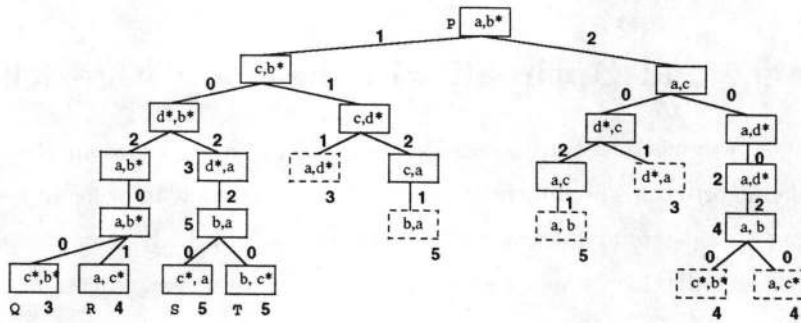 P a,b*
1 2
c,b*
a,c
0 1 0 0
d*,b* c,d* d*,c a,d*
2 2 1 2 2 1 0
a,b* 3 d*,a a,d* c,a a,c d*,a 2 a,d*
0 2 3 1 1 3 2
a,b* 5 b,a b,a a, b 4 a, b
0 1 0 0 5 5 0 0
c*,b* a, c* c*, a b, c* c*,b* a, c*
Q 3 R 4 S 5 T 5 4 4